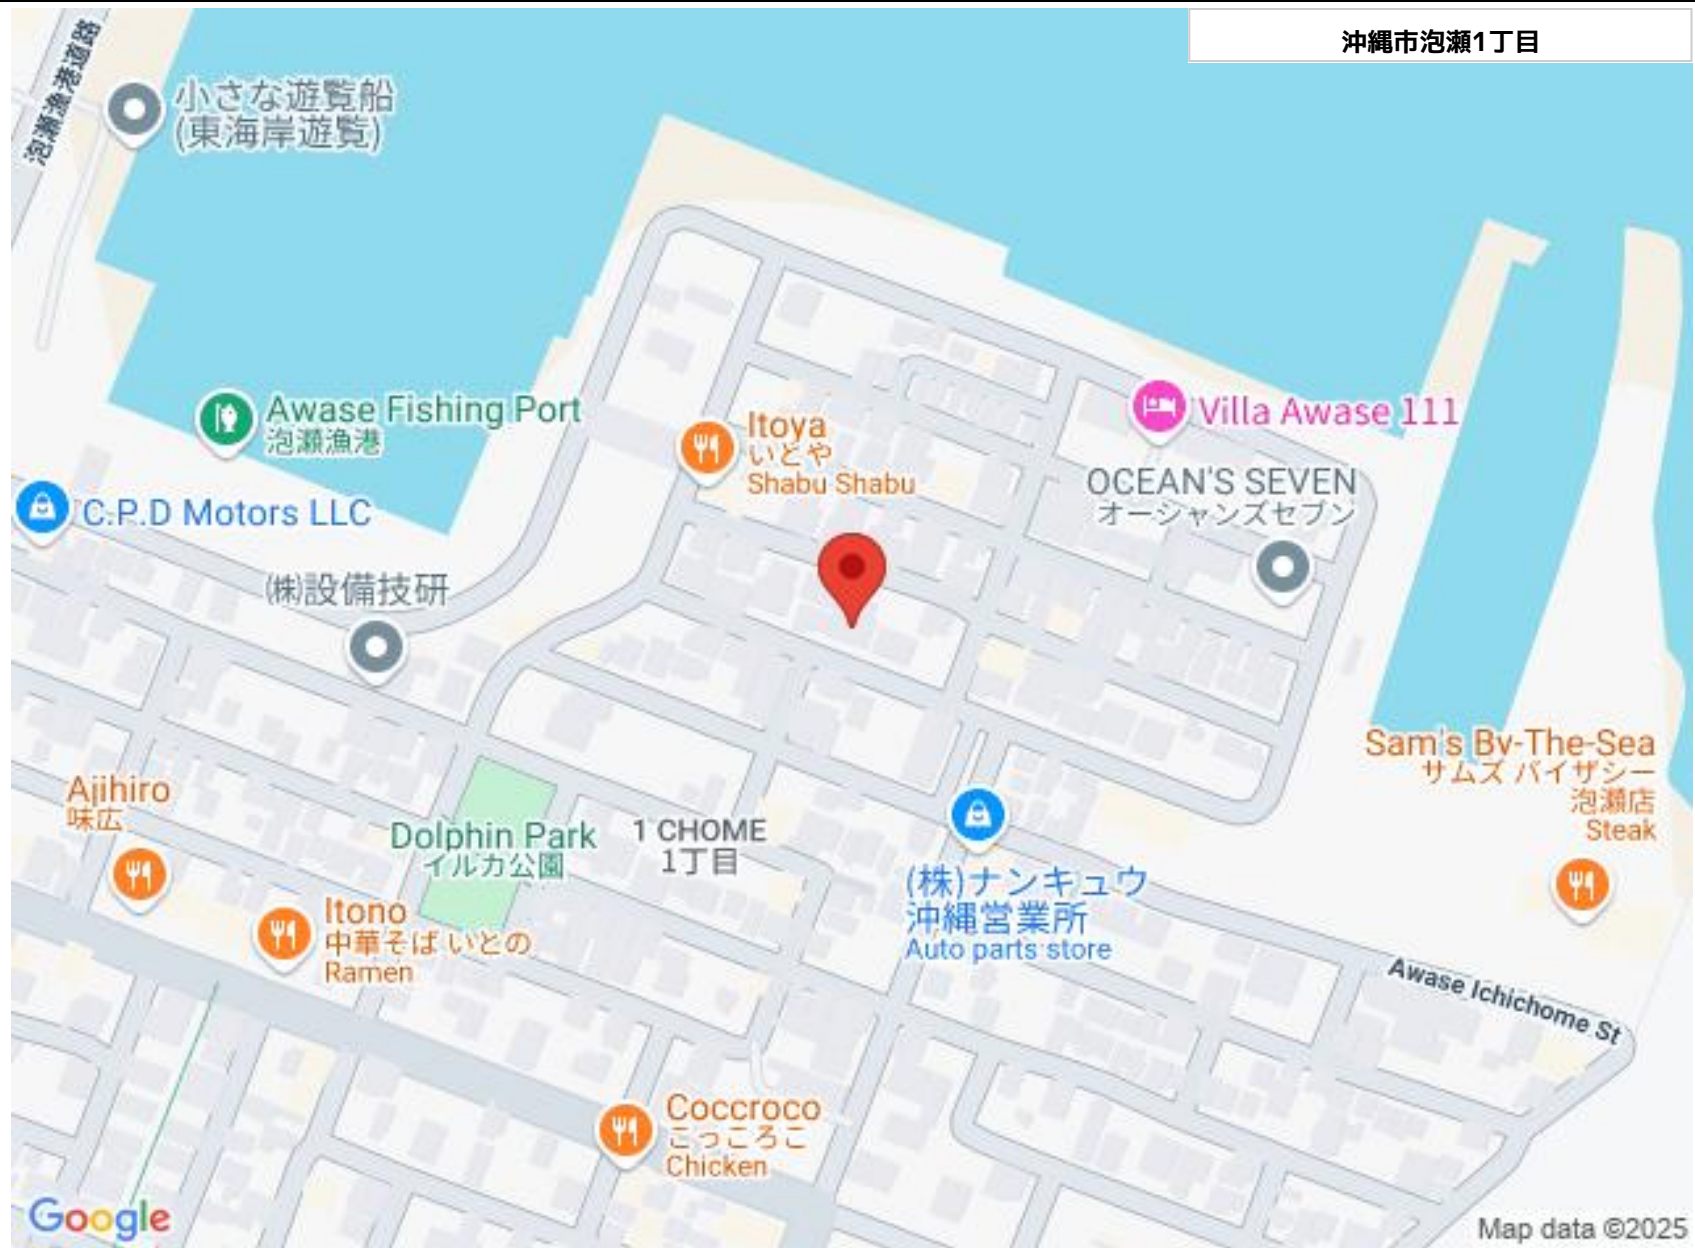 沖縄市泡瀬1丁目
泡瀬漁港道路
小さな遊覧船
(東海岸遊覧)
Awase Fishing Port
泡瀬漁港
C.P.D Motors LLC
㈱設備技研
Itoya
いとや
Shabu Shabu
Villa Awase 111
OCEAN'S SEVEN
オーシャンズセブン
Sam's By-The-Sea
サムズ バイザシー
泡瀬店
Steak
Ajihiro
味広
Dolphin Park
イルカ公園
1 CHOME
1丁目
(株)ナンキュウ
沖縄営業所
Auto parts store
Itono
中華そば いとの
Ramen
Awase Ichichome St
Coccroco
こっころこ
Chicken
Google
Map data ©2025